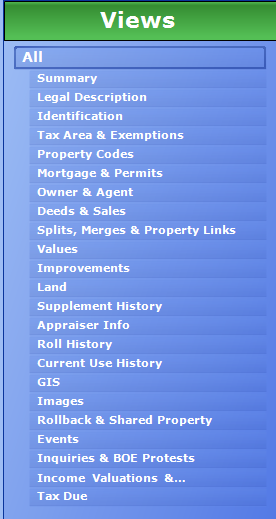 Views
All
Summary
Legal Description
Identification
Tax Area & Exemptions
Property Codes
Mortgage & Permits
Owner & Agent
Deeds & Sales
Splits, Merges & Property Links
Values
Improvements
Land
Supplement History
Appraiser Info
Roll History
Current Use History
GIS
Images
Rollback & Shared Property
Events
Inquiries & BOE Protests
Income Valuations &...
Tax Due